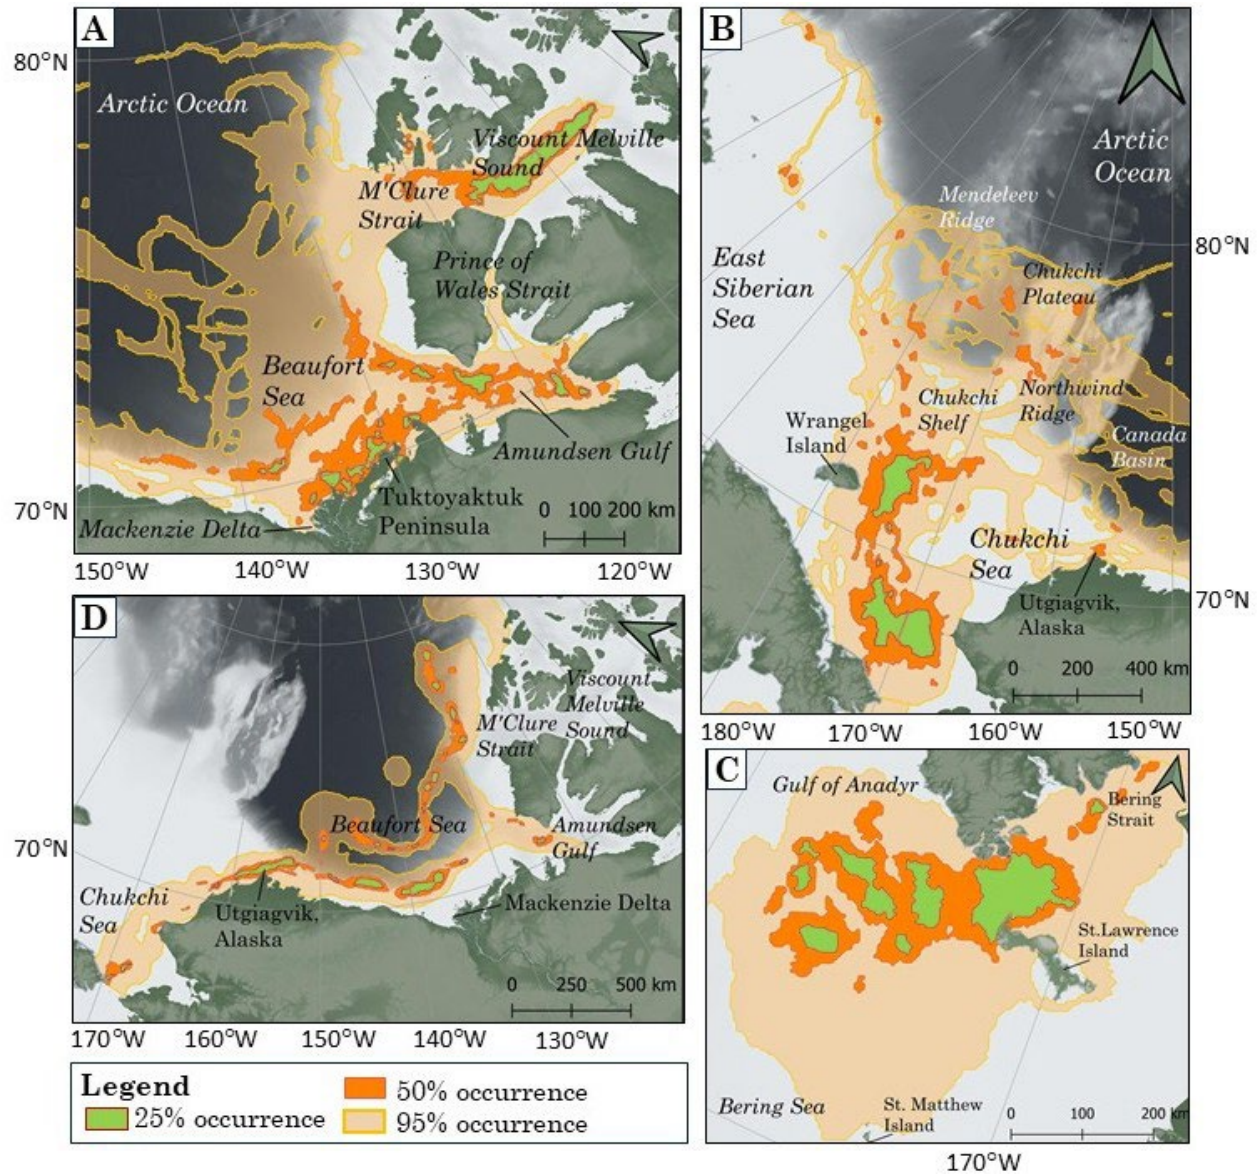 A
80°N
Arctic Ocean
Viscount Melville
Sound
M'Clure
Strait
Prince of
Wales Strait
Beaufort
Sea
Amundsen Gulf
Tuktoyaktuk
Peninsula
0 100 200 km
70°N
Mackenzie Delta
150°W 140°W 130°W 120°W
B
Arctic
Ocean
Mendeleev
Ridge
80°N
East
Siberian
Sea
Chukchi
Plateau
Chukchi
Shelf
Northwind
Ridge
Wrangel
Island
Canada
Basin
Chukchi
Sea
Utgiagvik,
Alaska
70°N
0 200 400 km
180°W 170°W 160°W 150°W
D
Viscount
Melville
Sound
M'Clure
Strait
Beaufort Sea
Amundsen
Gulf
70°N
Chukchi
Sea
Utgiagvik,
Alaska
Mackenzie Delta
0 250 500 km
170°W 160°W 150°W 140°W 130°W
C
Gulf of Anadyr
Bering
Strait
St.Lawrence
Island
Bering Sea
St. Matthew
Island
0 100 200 km
170°W
Legend
25% occurrence
50% occurrence
95% occurrence